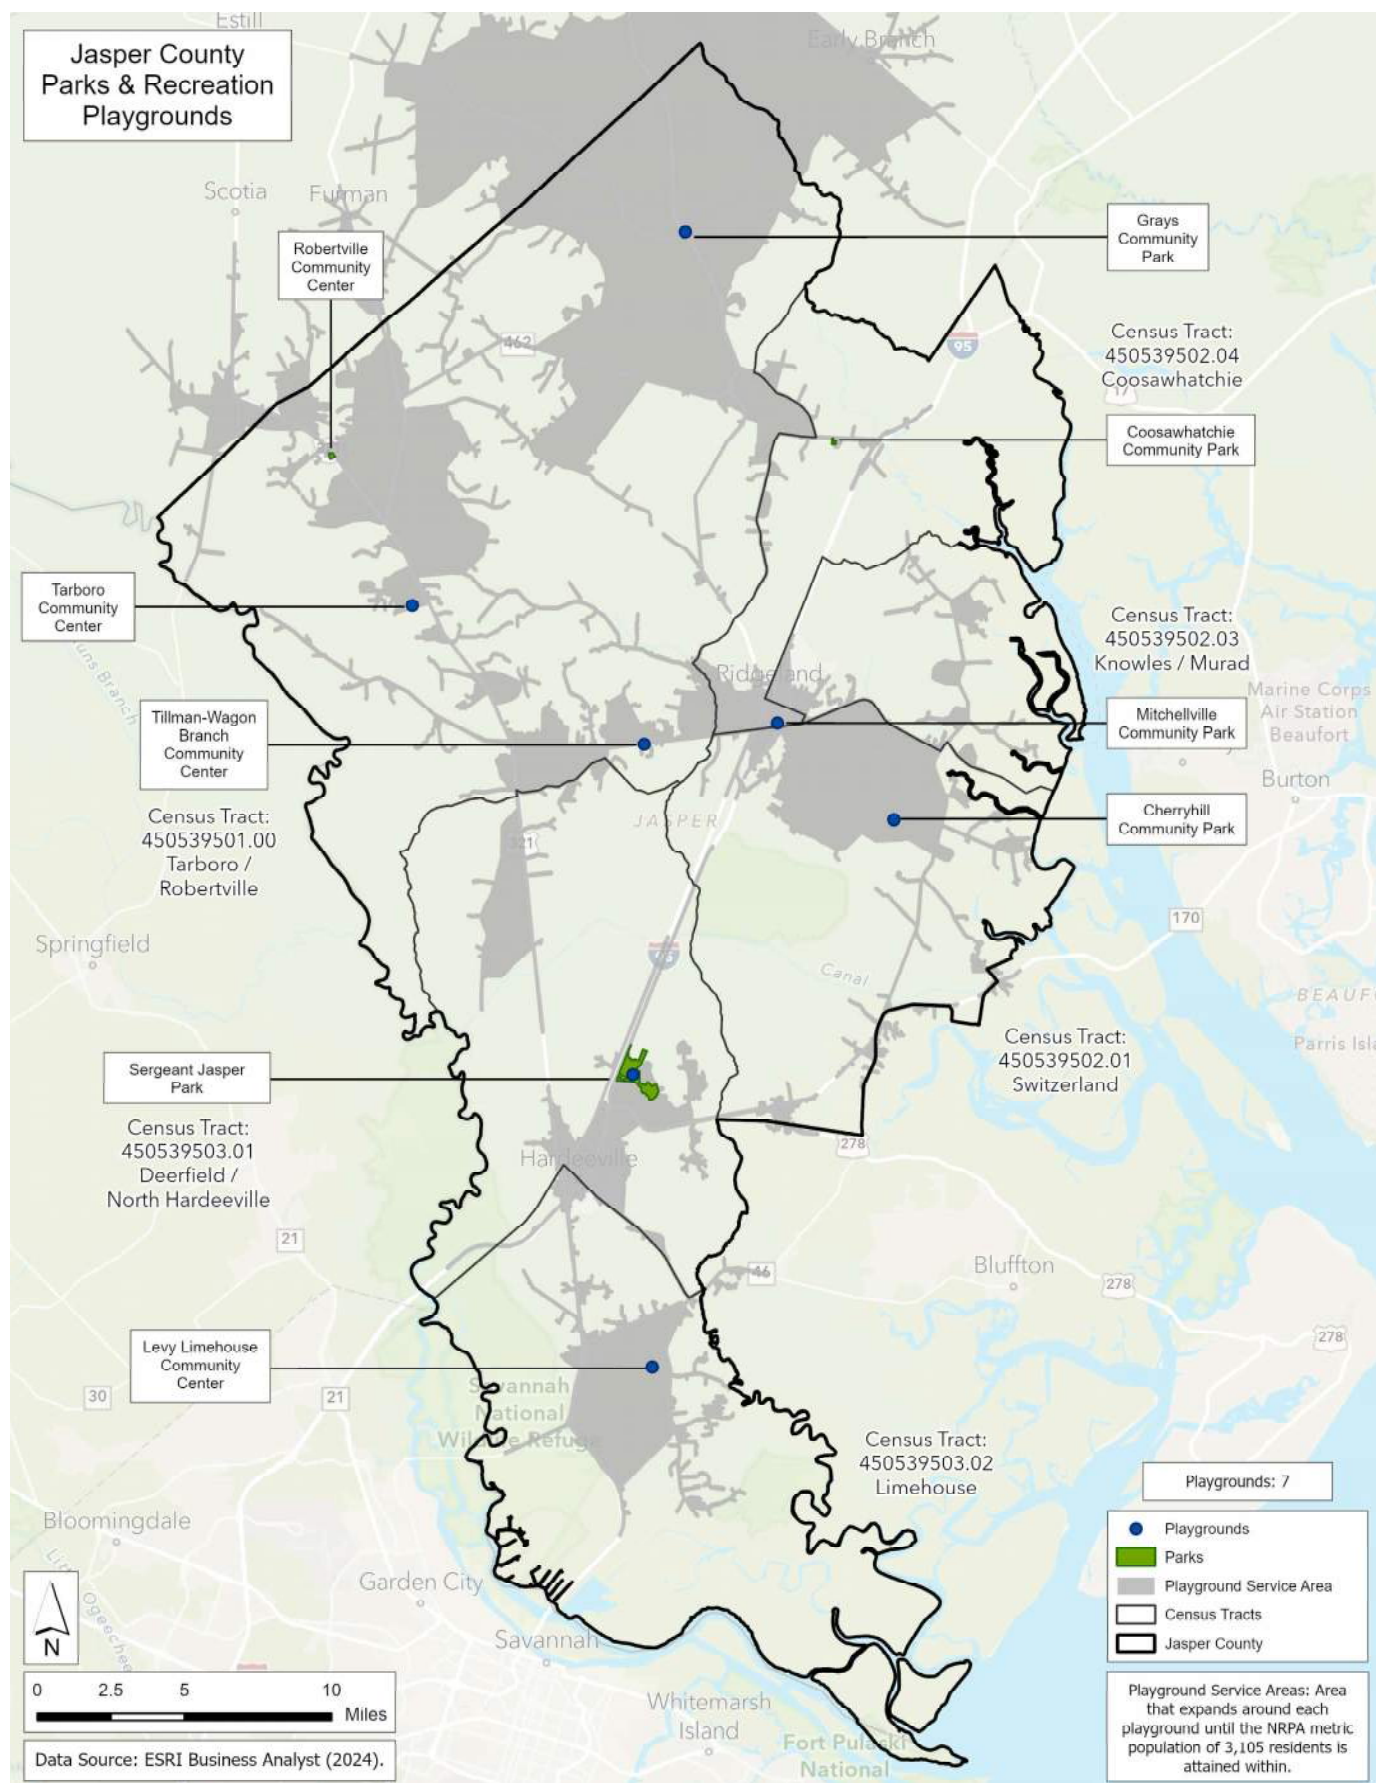 Jasper County
Parks & Recreation
Playgrounds
Estill
Early Branch
Scotia
Furman
Robertville
Community
Center
Grays
Community
Park
462
95
Census Tract:
450539502.04
Coosawhatchie
17
Coosawhatchie
Community Park
Tarboro
Community
Center
Census Tract:
450539502.03
Knowles / Murad
Ridgeland
Marine Corps
Air Station
Beaufort
Tillman-Wagon
Branch
Community
Center
Mitchellville
Community Park
Burton
Census Tract:
450539501.00
Tarboro /
Robertville
JASPER
321
Cherryhill
Community Park
170
Springfield
95
Canal
Parris
Census Tract:
450539502.01
Switzerland
Sergeant Jasper
Park
Census Tract:
450539503.01
Deerfield /
North Hardeeville
278
Hardeeville
21
46
Bluffton
278
278
Levy Limehouse
Community
Center
30
21
Savannah
National
Wildlife Refuge
Census Tract:
450539503.02
Limehouse
Bloomingdale
Garden City
Savannah
Whitemarsh
Island
Fort Pulaski
National
Playgrounds: 7
Playgrounds
Parks
Playground Service Area
Census Tracts
Jasper County
N
0 2.5 5 10
Miles
Data Source: ESRI Business Analyst (2024).
Playground Service Areas: Area
that expands around each
playground until the NRPA metric
population of 3,105 residents is
attained within.